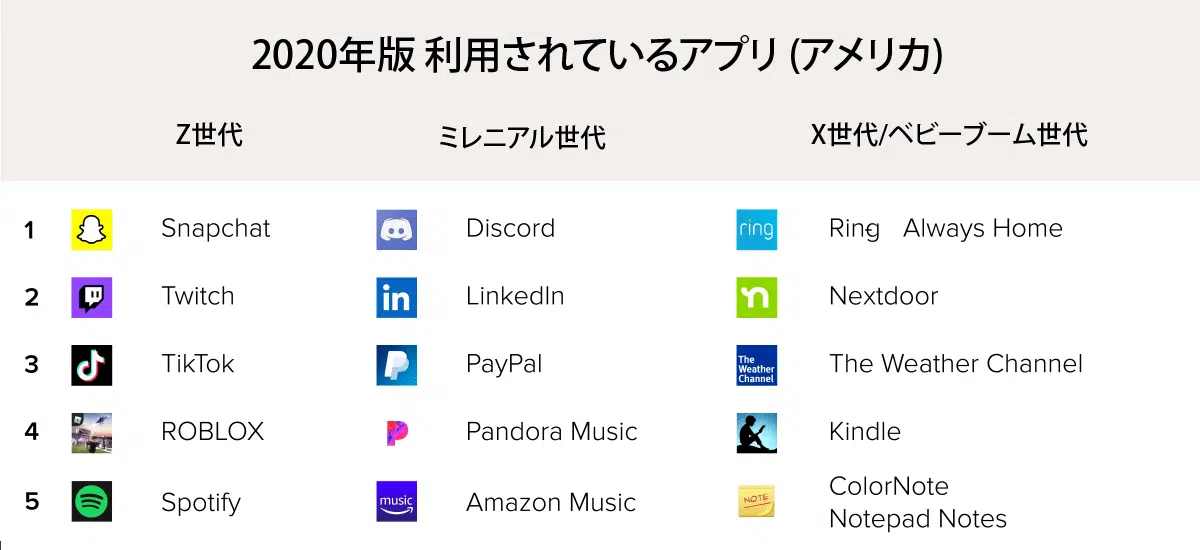 2020年版 利用されているアプリ (アメリカ)
Z世代 ミレニアル世代 X世代/ベビーブーム世代
1 Snapchat Discord ring Ring Always Home
2 Twitch in LinkedIn Nextdoor
3 TikTok PayPal The Weather Channel The Weather Channel
4 ROBLOX Pandora Music Kindle
5 Spotify music Amazon Music NOTE ColorNote
Notepad Notes